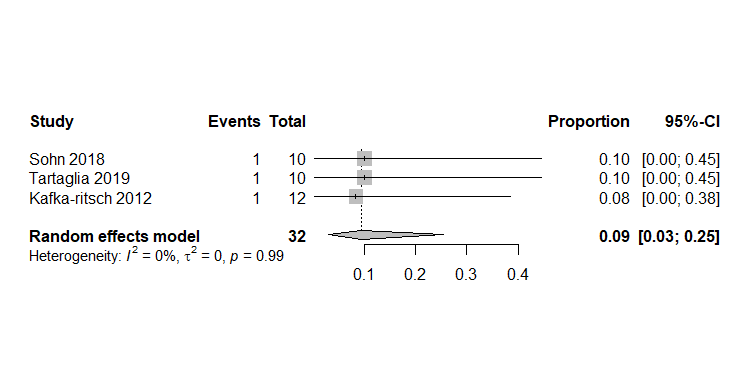 Study Events Total Proportion 95%-CI
Sohn 2018 1 10 0.10 [0.00; 0.45]
Tartaglia 2019 1 10 0.10 [0.00; 0.45]
Kafka-ritsch 2012 1 12 0.08 [0.00; 0.38]
Random effects model 32 0.09 [0.03; 0.25]
Heterogeneity: I² = 0%, τ² = 0, p = 0.99
0.1 0.2 0.3 0.4